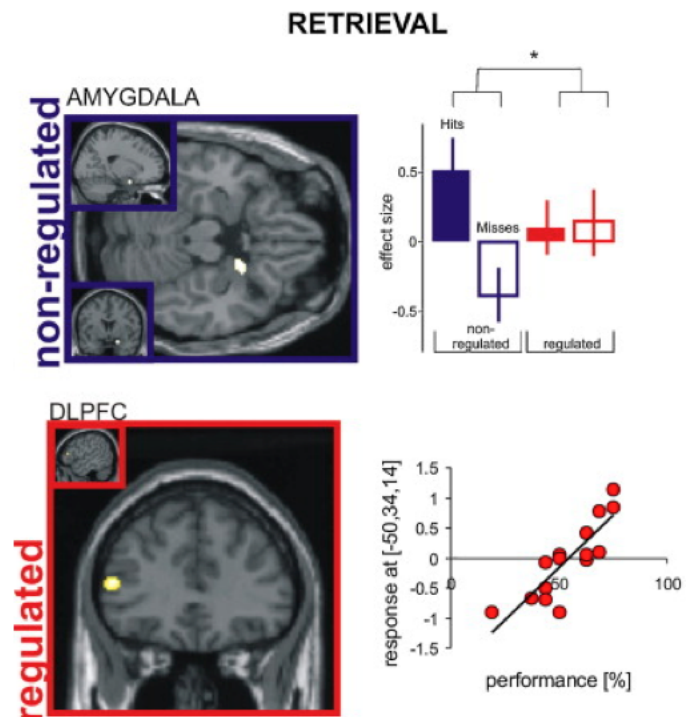 RETRIEVAL
AMYGDALA
non-regulated
*
Hits
Misses
effect size
0.5
0
-0.5
non-
regulated
regulated
DLPFC
regulated
response at [-50,34,14]
1.5
1
0.5
0
-0.5
-1
-1.5
0
50
100
performance [%]